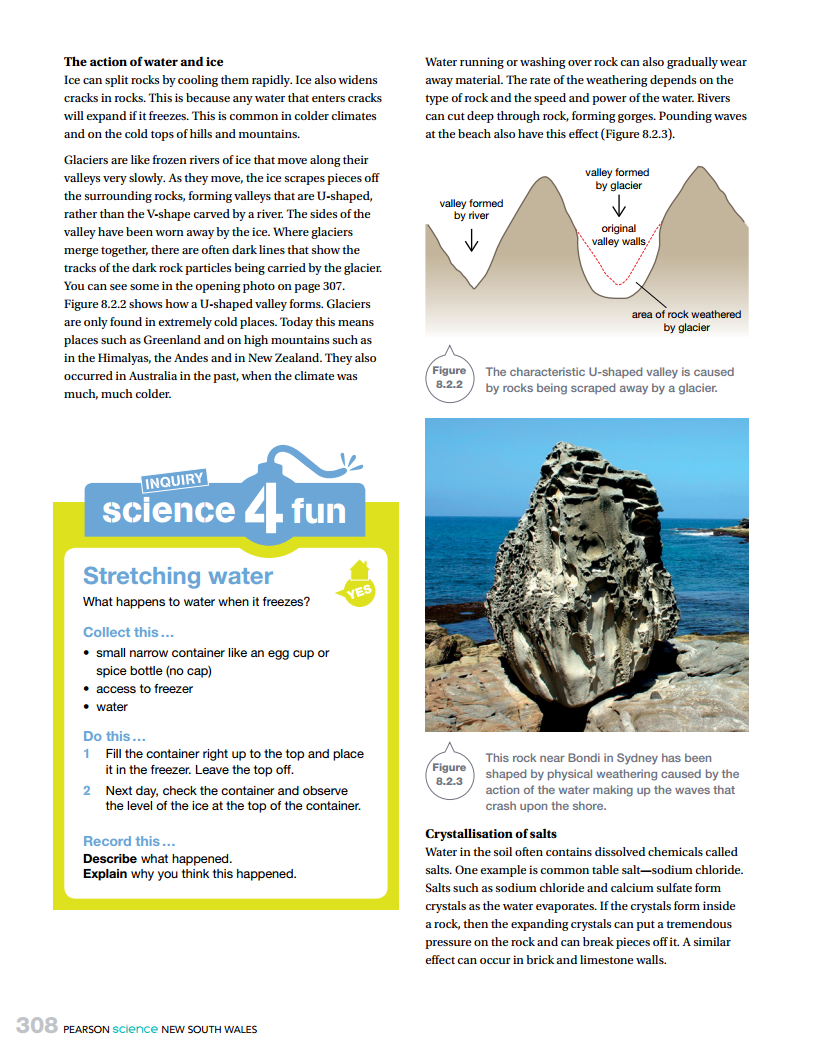 The action of water and ice
Ice can split rocks by cooling them rapidly. Ice also widens
cracks in rocks. This is because any water that enters cracks
will expand if it freezes. This is common in colder climates
and on the cold tops of hills and mountains.
Glaciers are like frozen rivers of ice that move along their
valleys very slowly. As they move, the ice scrapes pieces off
the surrounding rocks, forming valleys that are U-shaped,
rather than the V-shape carved by a river. The sides of the
valley have been worn away by the ice. Where glaciers
merge together, there are often dark lines that show the
tracks of the dark rock particles being carried by the glacier.
You can see some in the opening photo on page 307.
Figure 8.2.2 shows how a U-shaped valley forms. Glaciers
are only found in extremely cold places. Today this means
places such as Greenland and on high mountains such as
in the Himalyas, the Andes and in New Zealand. They also
occurred in Australia in the past, when the climate was
much, much colder.
INQUIRY
science 4 fun
Stretching water
YES
What happens to water when it freezes?
Collect this...
• small narrow container like an egg cup or
spice bottle (no cap)
• access to freezer
• water
Do this...
1 Fill the container right up to the top and place
it in the freezer. Leave the top off.
2 Next day, check the container and observe
the level of the ice at the top of the container.
Record this...
Describe what happened.
Explain why you think this happened.
Water running or washing over rock can also gradually wear
away material. The rate of the weathering depends on the
type of rock and the speed and power of the water. Rivers
can cut deep through rock, forming gorges. Pounding waves
at the beach also have this effect (Figure 8.2.3).
valley formed
by river
valley formed
by glacier
original
valley walls
area of rock weathered
by glacier
Figure
8.2.2
The characteristic U-shaped valley is caused
by rocks being scraped away by a glacier.
Figure
8.2.3
This rock near Bondi in Sydney has been
shaped by physical weathering caused by the
action of the water making up the waves that
crash upon the shore.
Crystallisation of salts
Water in the soil often contains dissolved chemicals called
salts. One example is common table salt—sodium chloride.
Salts such as sodium chloride and calcium sulfate form
crystals as the water evaporates. If the crystals form inside
a rock, then the expanding crystals can put a tremendous
pressure on the rock and can break pieces off it. A similar
effect can occur in brick and limestone walls.
308 PEARSON science NEW SOUTH WALES